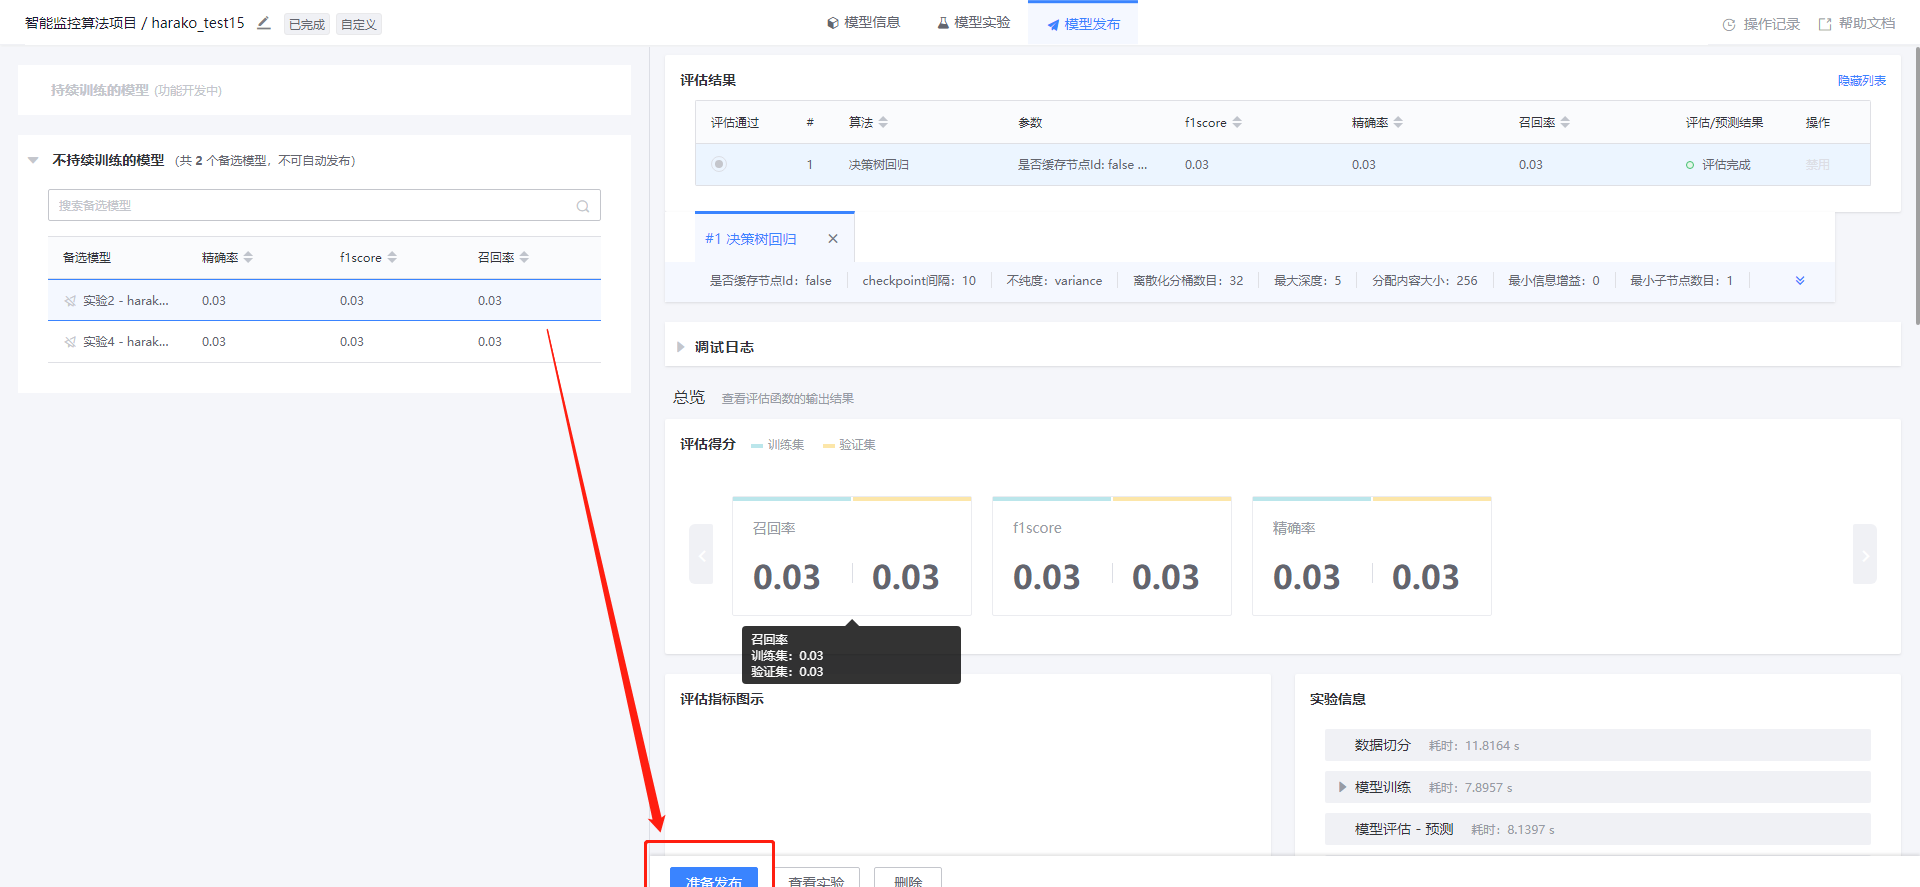 智能监控算法项目 / harako_test15 已完成 自定义 模型信息 模型实验 模型发布 操作记录 帮助文档
持续训练的模型 (功能开发中)
不持续训练的模型 (共 2 个备选模型，不可自动发布)
搜索备选模型
备选模型 精确率 f1score 召回率
实验2 - harak... 0.03 0.03 0.03
实验4 - harak... 0.03 0.03 0.03
评估结果 隐藏列表
评估通过 # 算法 参数 f1score 精确率 召回率 评估/预测结果 操作
1 决策树回归 是否缓存节点Id: false ... 0.03 0.03 0.03 评估完成 禁用
#1 决策树回归
是否缓存节点Id：false checkpoint间隔：10 不纯度：variance 离散化分桶数目：32 最大深度：5 分配内容大小：256 最小信息增益：0 最小子节点数目：1
调试日志
总览 查看评估函数的输出结果
评估得分 训练集 验证集
召回率 f1score 精确率
0.03 0.03 0.03 0.03 0.03 0.03
召回率
训练集：0.03
验证集：0.03
评估指标图示
实验信息
数据切分 耗时：11.8164 s
模型训练 耗时：7.8957 s
模型评估 - 预测 耗时：8.1397 s
准备发布 查看实验 删除